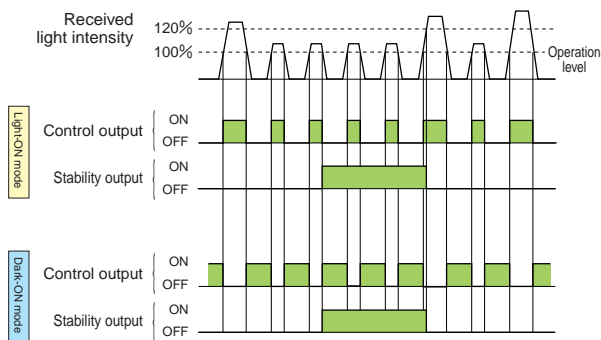 Received
light intensity
120%
100%
Operation
level
Light-ON mode
Control output
ON
OFF
Stability output
ON
OFF
Dark-ON mode
Control output
ON
OFF
Stability output
ON
OFF